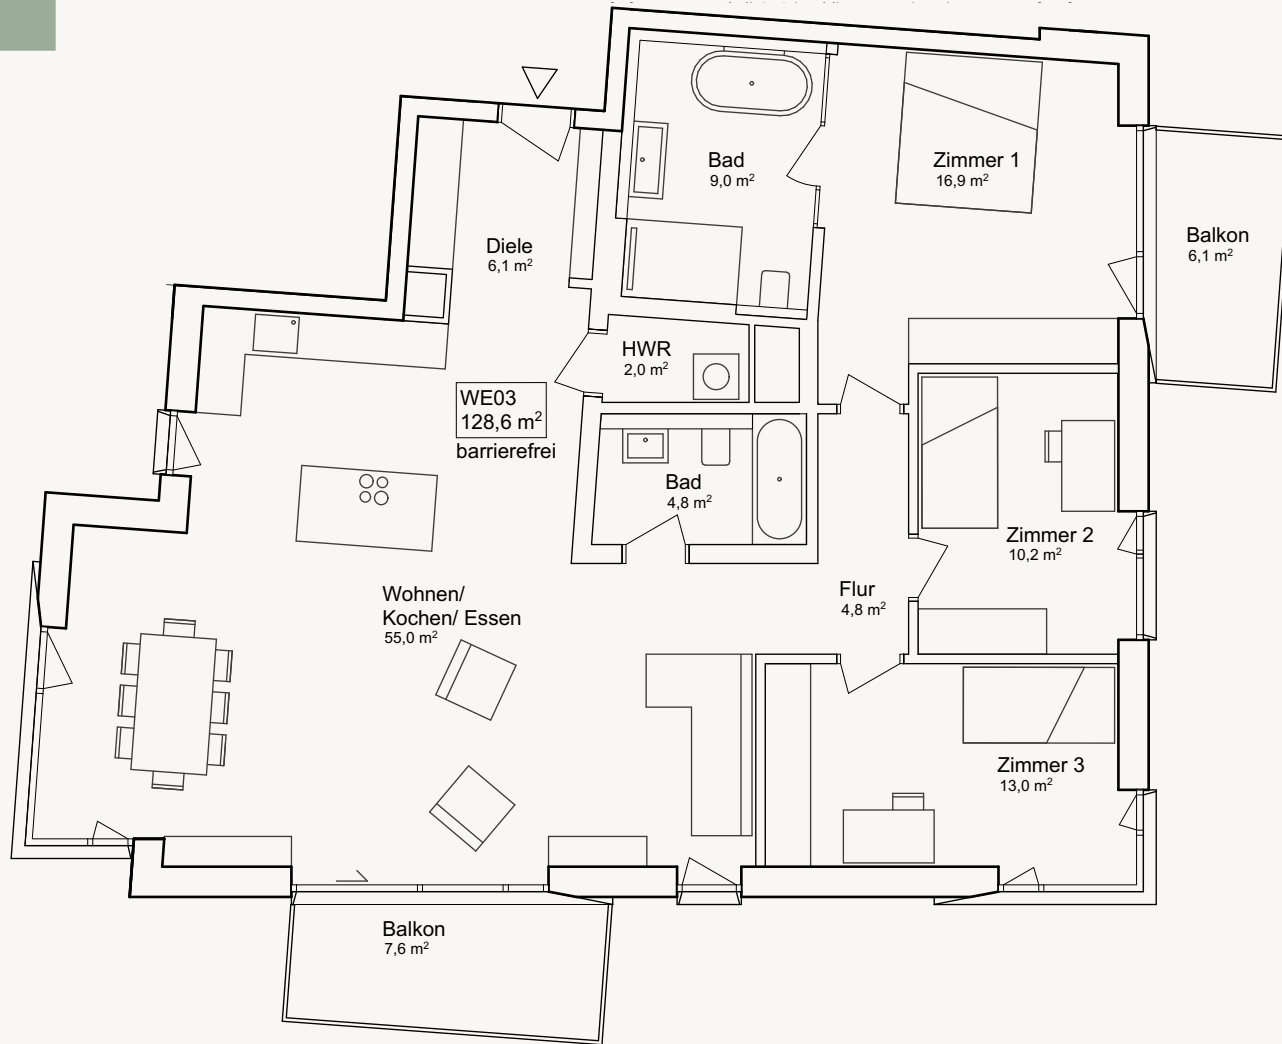 Bad
9,0 m²
Zimmer 1
16,9 m²
Balkon
6,1 m²
Diele
6,1 m²
HWR
2,0 m²
WE03
128,6 m²
barrierefrei
Bad
4,8 m²
Zimmer 2
10,2 m²
Flur
4,8 m²
Wohnen/
Kochen/ Essen
55,0 m²
Zimmer 3
13,0 m²
Balkon
7,6 m²